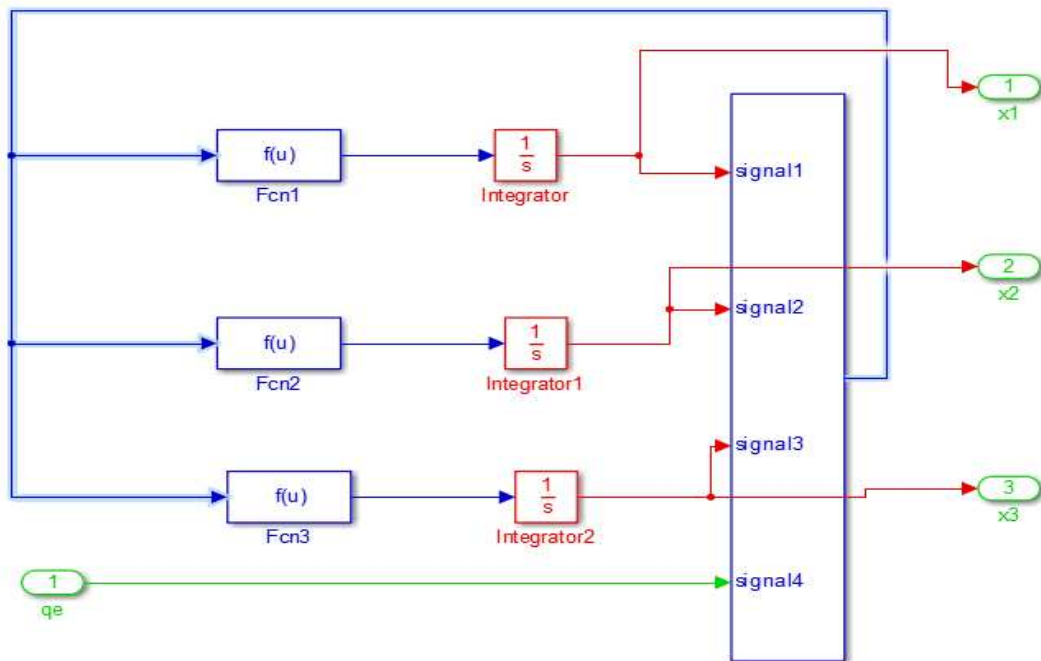 1
x1
f(u)
Fcn1
1
s
Integrator
signal1
2
x2
f(u)
Fcn2
1
s
Integrator1
signal2
signal3
3
x3
f(u)
Fcn3
1
s
Integrator2
1
qe
signal4